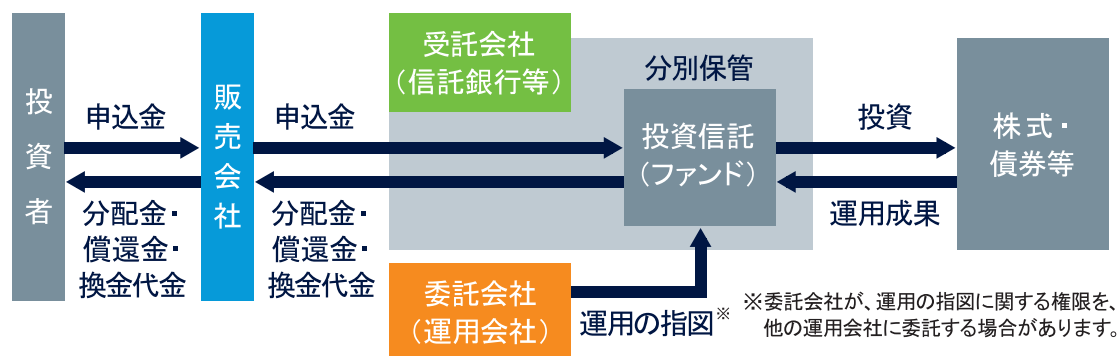 投資者
申込金
分配金・
償還金・
換金代金
販売会社
申込金
分配金・
償還金・
換金代金
受託会社
（信託銀行等）
分別保管
投資信託
（ファンド）
委託会社
（運用会社）
運用の指図※
投資
運用成果
株式・
債券等
※委託会社が、運用の指図に関する権限を、
他の運用会社に委託する場合があります。